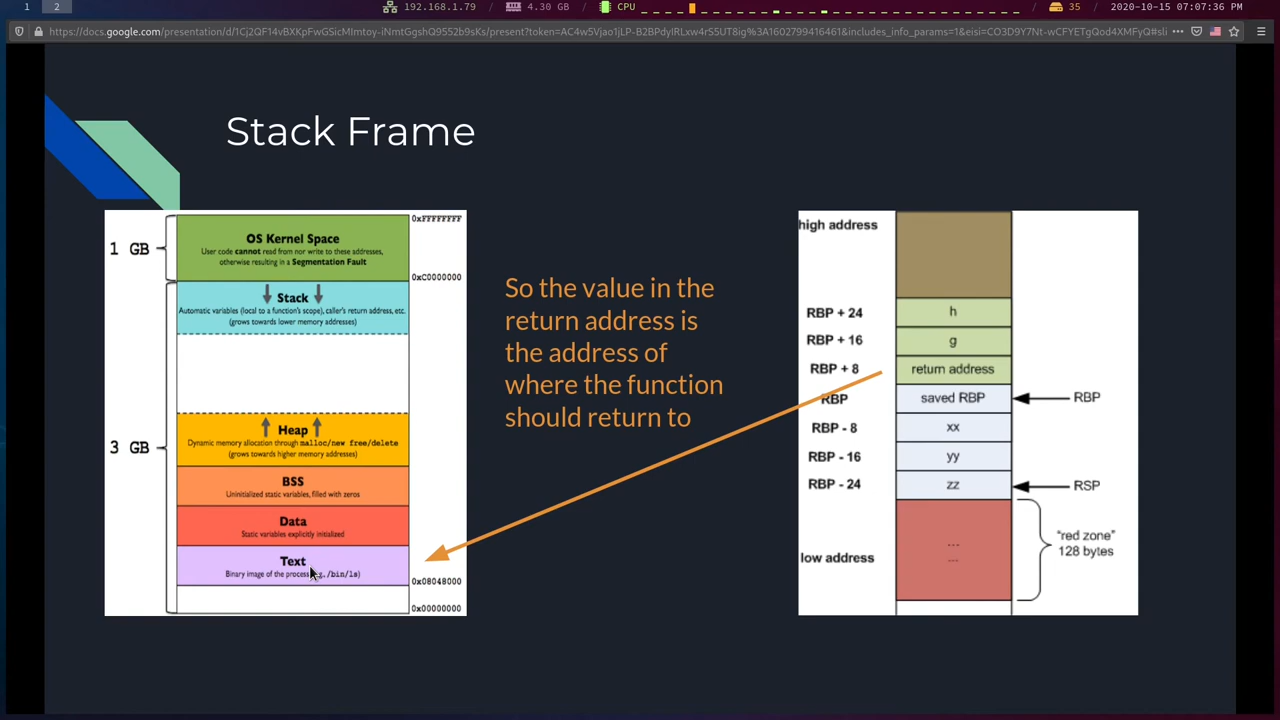 1 2 192.168.1.79 4.30 GB CPU 35 2020-10-15 07:07:36 PM
Stack Frame
1 GB
OS Kernel Space
User code cannot read from nor write to these addresses,
otherwise resulting in a Segmentation Fault
0xFFFFFFFF
0xC0000000
3 GB
Stack
Automatic variables (local to a function's scope), caller's return address, etc.
(grows towards lower memory addresses)
Heap
Dynamic memory allocation through malloc/new free/delete
(grows towards higher memory addresses)
BSS
Uninitialized static variables, filled with zeros
Data
Static variables explicitly initialized
Text
Binary image of the process /bin/ls)
0x08048000
0x00000000
So the value in the
return address is
the address of
where the function
should return to
high address
RBP + 24 h
RBP + 16 g
RBP + 8 return address
RBP saved RBP RBP
RBP - 8 xx
RBP - 16 yy
RBP - 24 zz RSP
...
...
"red zone"
128 bytes
low address